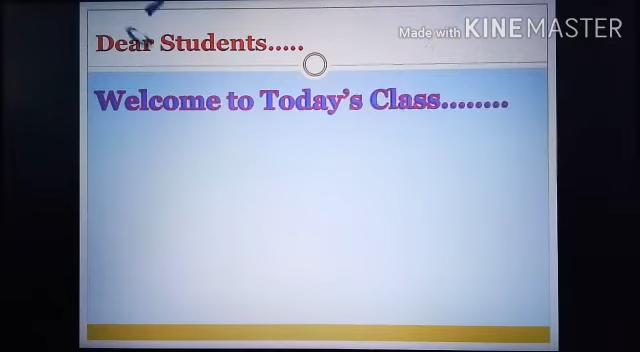 Dear Students.....
Made with KINEMASTER
Welcome to Today's Class........